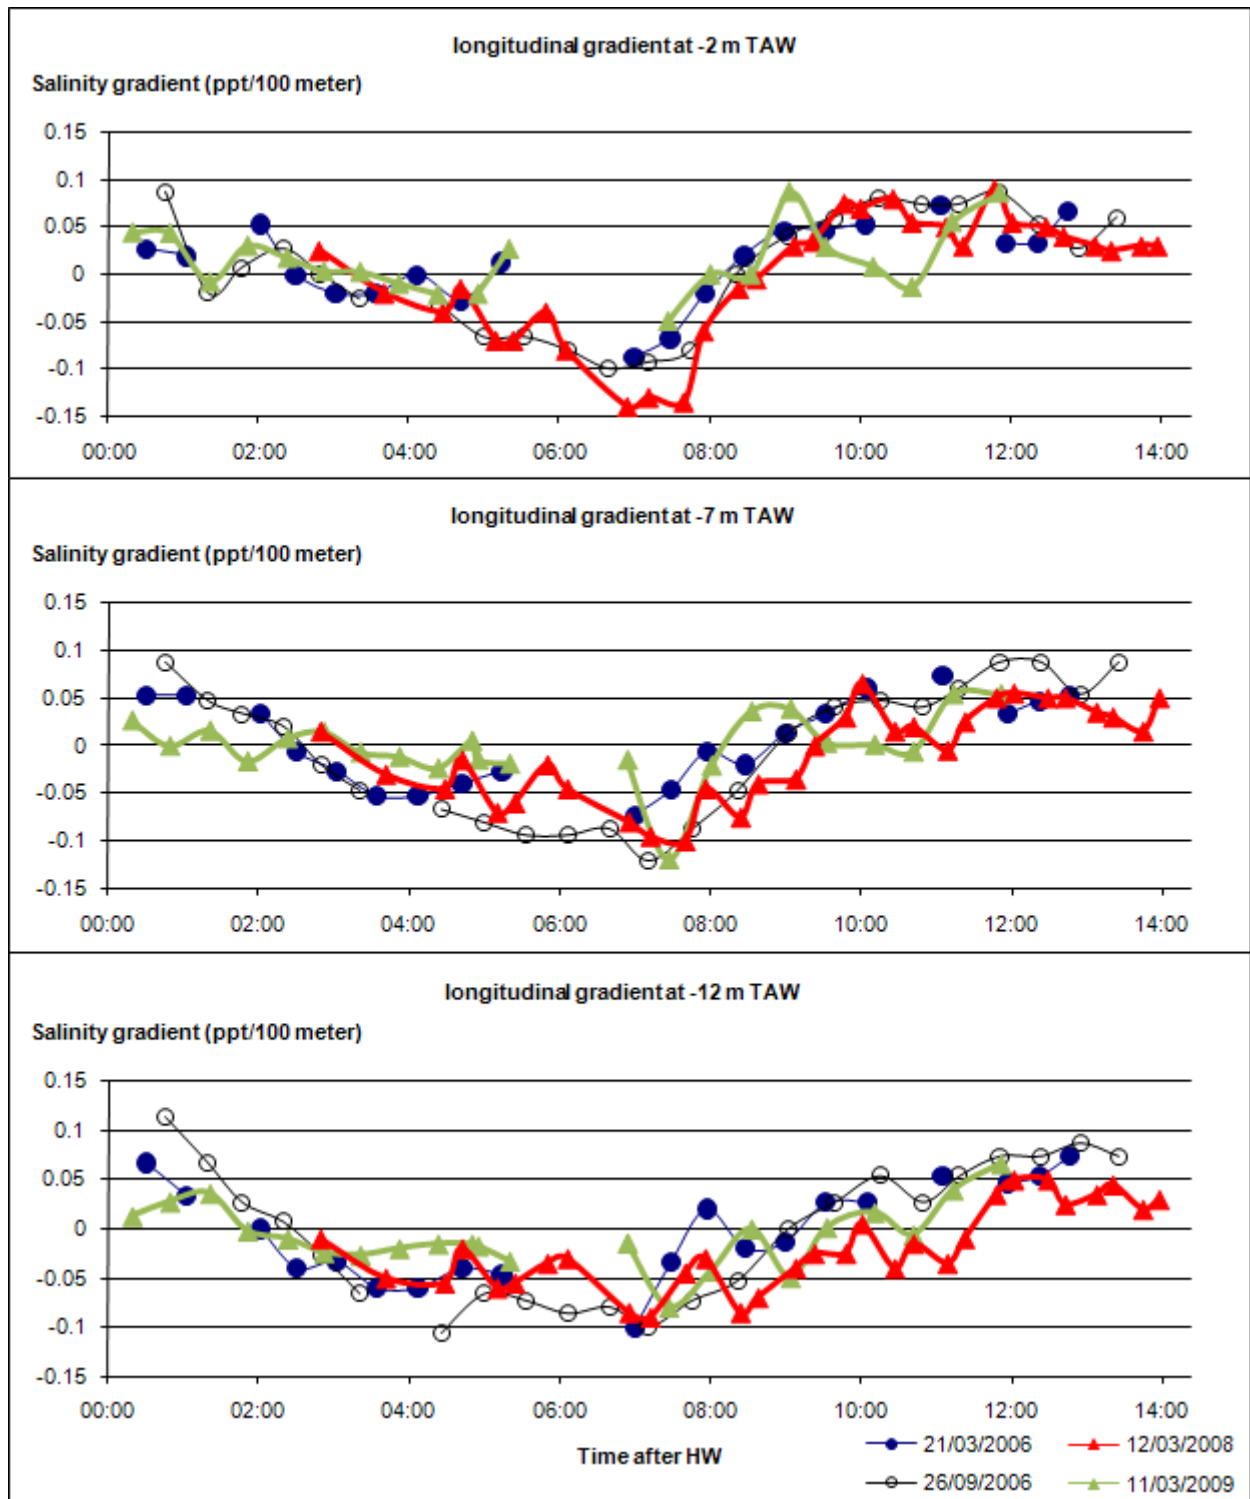 longitudinal gradient at -2 m TAW
Salinity gradient (ppt/100 meter)
0.15
0.1
0.05
0
-0.05
-0.1
-0.15
00:00 02:00 04:00 06:00 08:00 10:00 12:00 14:00
longitudinal gradient at -7 m TAW
Salinity gradient (ppt/100 meter)
0.15
0.1
0.05
0
-0.05
-0.1
-0.15
00:00 02:00 04:00 06:00 08:00 10:00 12:00 14:00
longitudinal gradient at -12 m TAW
Salinity gradient (ppt/100 meter)
0.15
0.1
0.05
0
-0.05
-0.1
-0.15
00:00 02:00 04:00 06:00 08:00 10:00 12:00 14:00
Time after HW
21/03/2006 12/03/2008
26/09/2006 11/03/2009